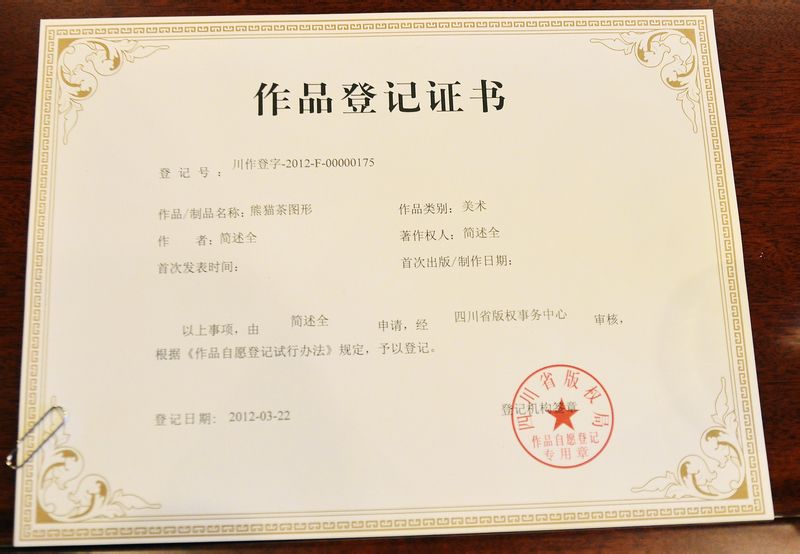 作品登记证书
登 记 号 ： 川作登字-2012-F-00000175
作品/制品名称：熊猫茶图形 作品类别：美术
作 者：简述全 著作权人：简述全
首次发表时间： 首次出版/制作日期：
以上事项，由 简述全 申请，经 四川省版权事务中心 审核，
根据《作品自愿登记试行办法》规定，予以登记。
登记日期： 2012-03-22 登记机构签章
四川省版权局
作品自愿登记
专用章